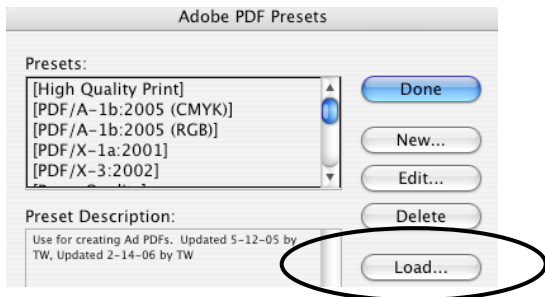 Adobe PDF Presets
Presets:
[High Quality Print]
[PDF/A-1b:2005 (CMYK)]
[PDF/A-1b:2005 (RGB)]
[PDF/X-1a:2001]
[PDF/X-3:2002]
Done
New...
Edit...
Delete
Load...
Preset Description:
Use for creating Ad PDFs. Updated 5-12-05 by
TW, Updated 2-14-06 by TW